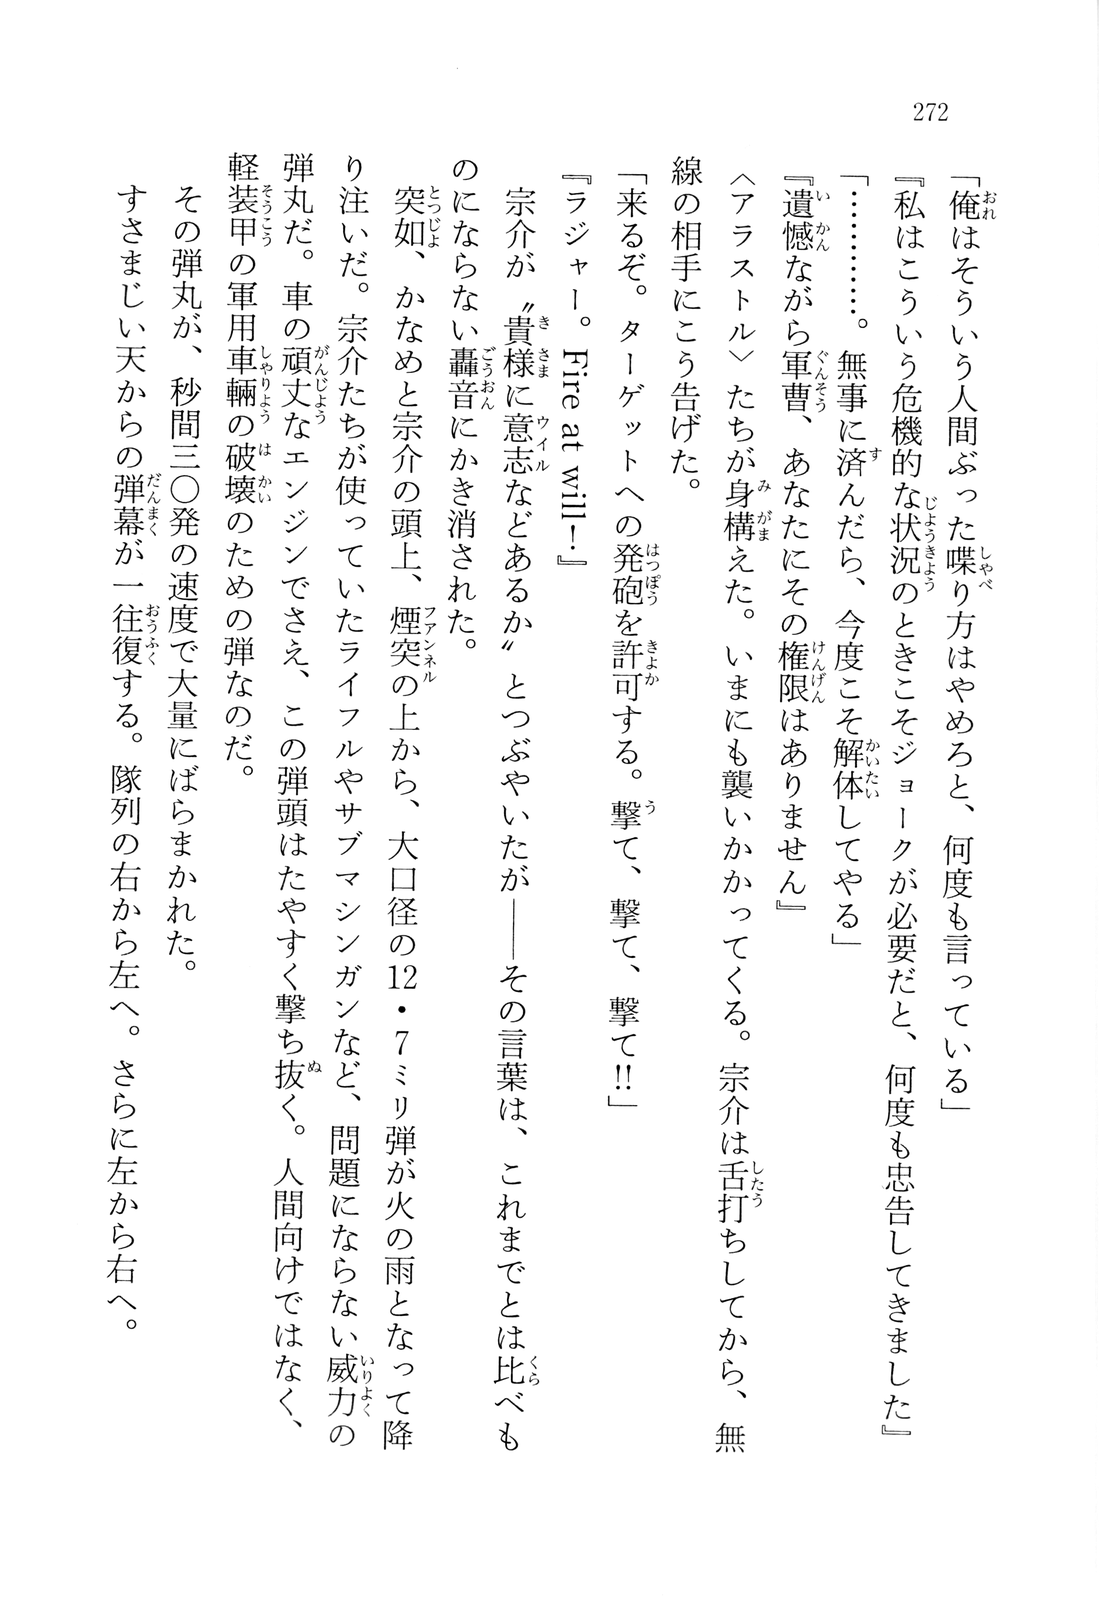 272
「俺はそういう人間ぶった喋り方はやめろと、何度も言っている」
『私はこういう危機的な状況のときこそジョークが必要だと、何度も忠告してきました』
「…………。無事に済んだら、今度こそ解体してやる」
『遺憾ながら軍曹、あなたにその権限はありません』
〈アラストル〉たちが身構えた。いまにも襲いかかってくる。宗介は舌打ちしてから、無
線の相手にこう告げた。
「来るぞ。ターゲットへの発砲を許可する。撃て、撃て、撃て!!」
『ラジャー。Fire at will!』
宗介が〝貴様に意志などあるか〟とつぶやいたが――その言葉は、これまでとは比べも
のにならない轟音にかき消された。
突如、かなめと宗介の頭上、煙突の上から、大口径の12・7ミリ弾が火の雨となって降
り注いだ。宗介たちが使っていたライフルやサブマシンガンなど、問題にならない威力の
弾丸だ。車の頑丈なエンジンでさえ、この弾頭はたやすく撃ち抜く。人間向けではなく、
軽装甲の軍用車輛の破壊のための弾なのだ。
その弾丸が、秒間三〇発の速度で大量にばらまかれた。
すさまじい天からの弾幕が一往復する。隊列の右から左へ。さらに左から右へ。